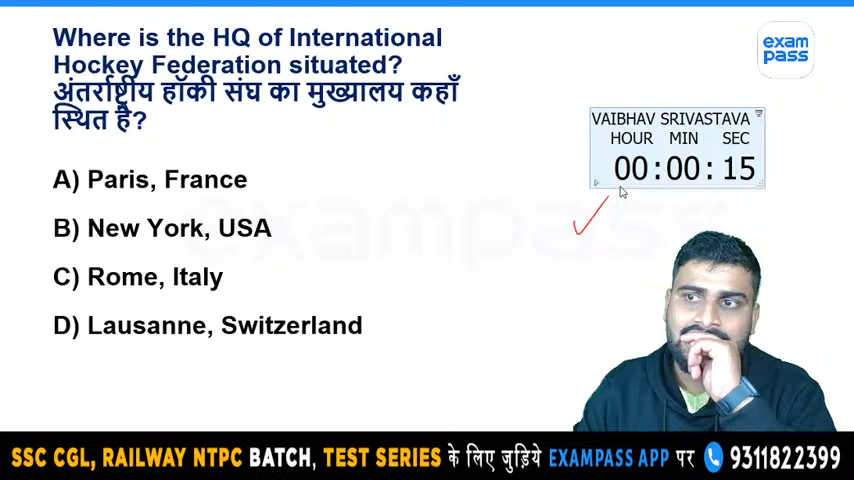 Where is the HQ of International
Hockey Federation situated?
अंतर्राष्ट्रीय हॉकी संघ का मुख्यालय कहाँ
स्थित है?
A) Paris, France
B) New York, USA
C) Rome, Italy
D) Lausanne, Switzerland
exam
pass
VAIBHAV SRIVASTAVA
HOUR MIN SEC
00:00:15
exampass
SSC CGL, RAILWAY NTPC BATCH, TEST SERIES के लिए जुड़िये EXAMPASS APP पर 9311822399